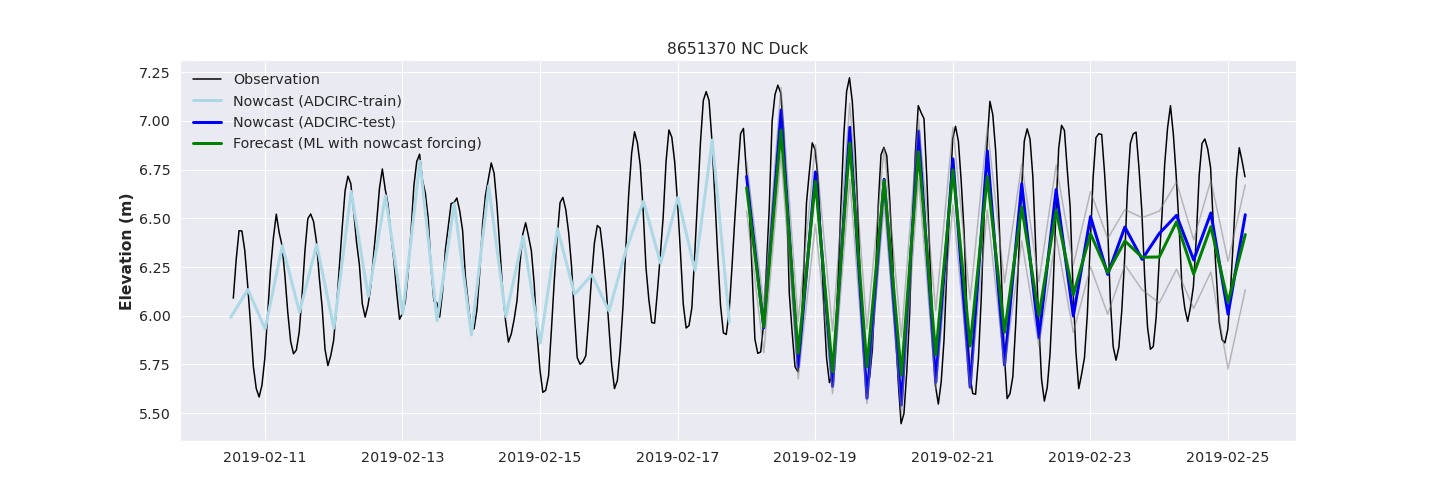 8651370 NC Duck
Observation
Nowcast (ADCIRC-train)
Nowcast (ADCIRC-test)
Forecast (ML with nowcast forcing)
Elevation (m)
7.25
7.00
6.75
6.50
6.25
6.00
5.75
5.50
2019-02-11
2019-02-13
2019-02-15
2019-02-17
2019-02-19
2019-02-21
2019-02-23
2019-02-25